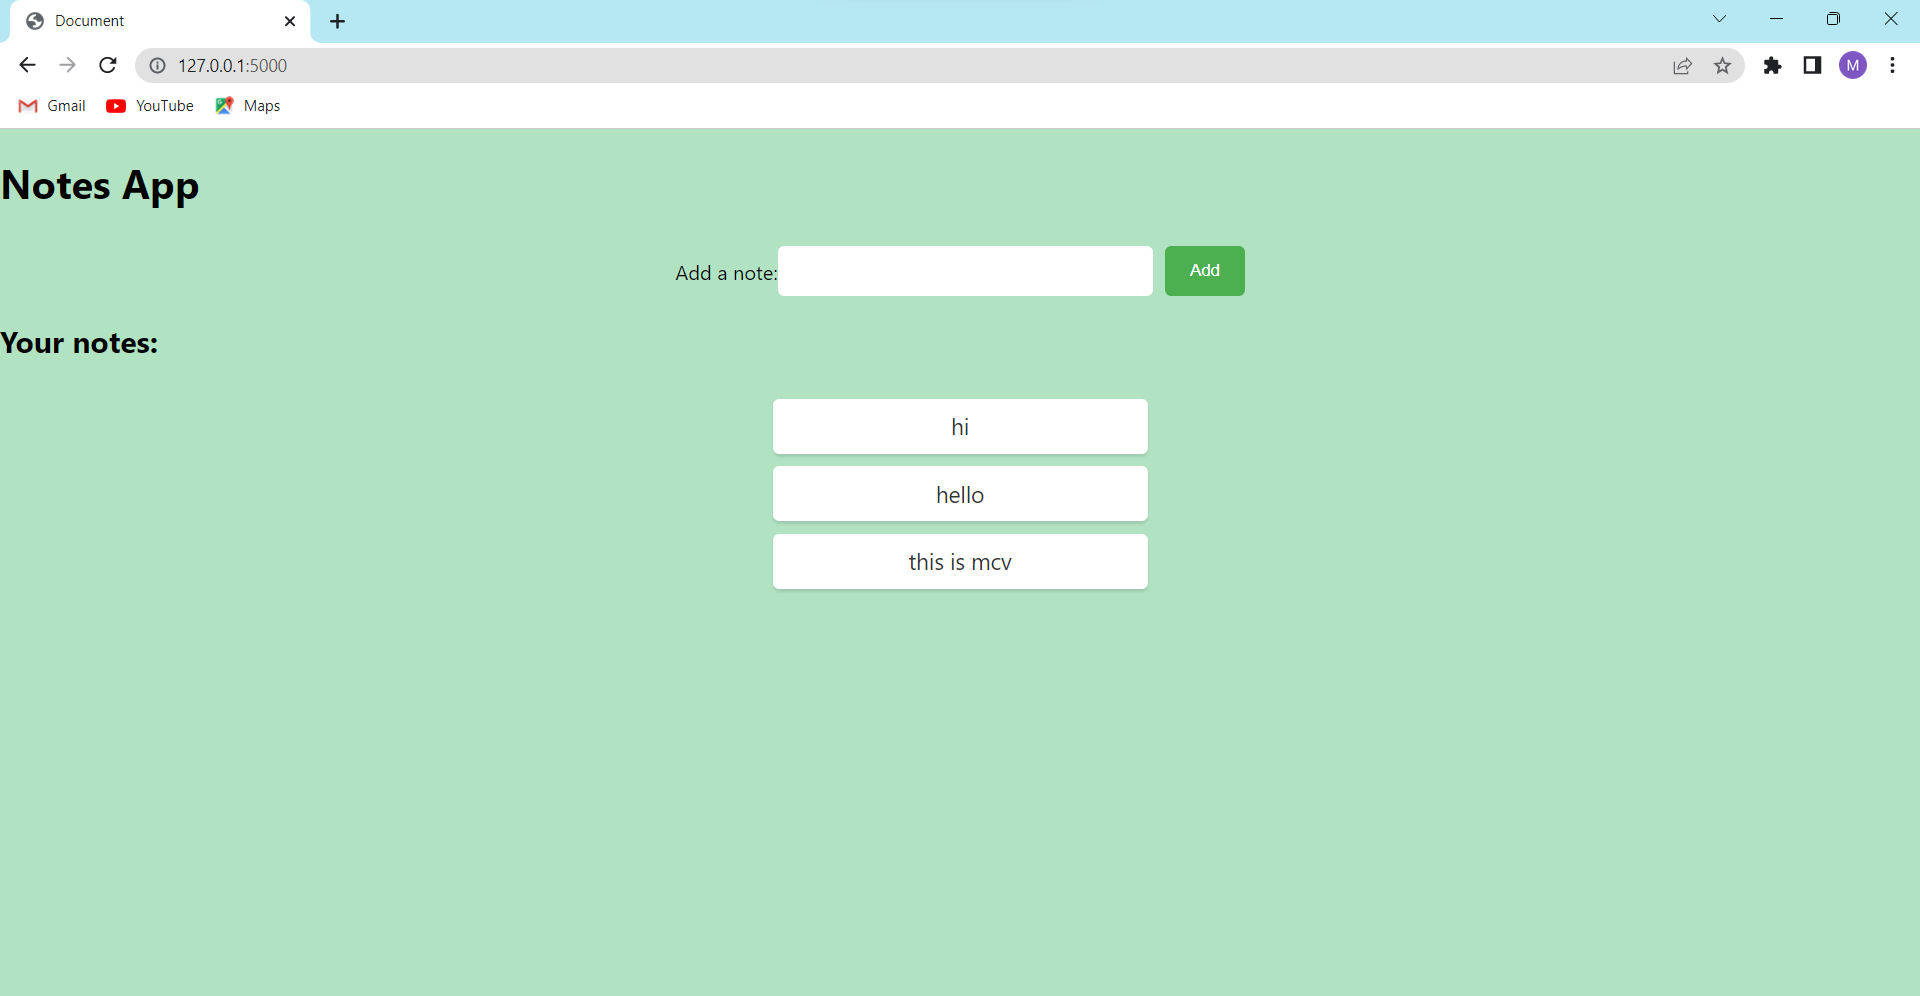 Document
127.0.0.1:5000
M
Gmail YouTube Maps
Notes App
Add a note: Add
Your notes:
hi
hello
this is mcv